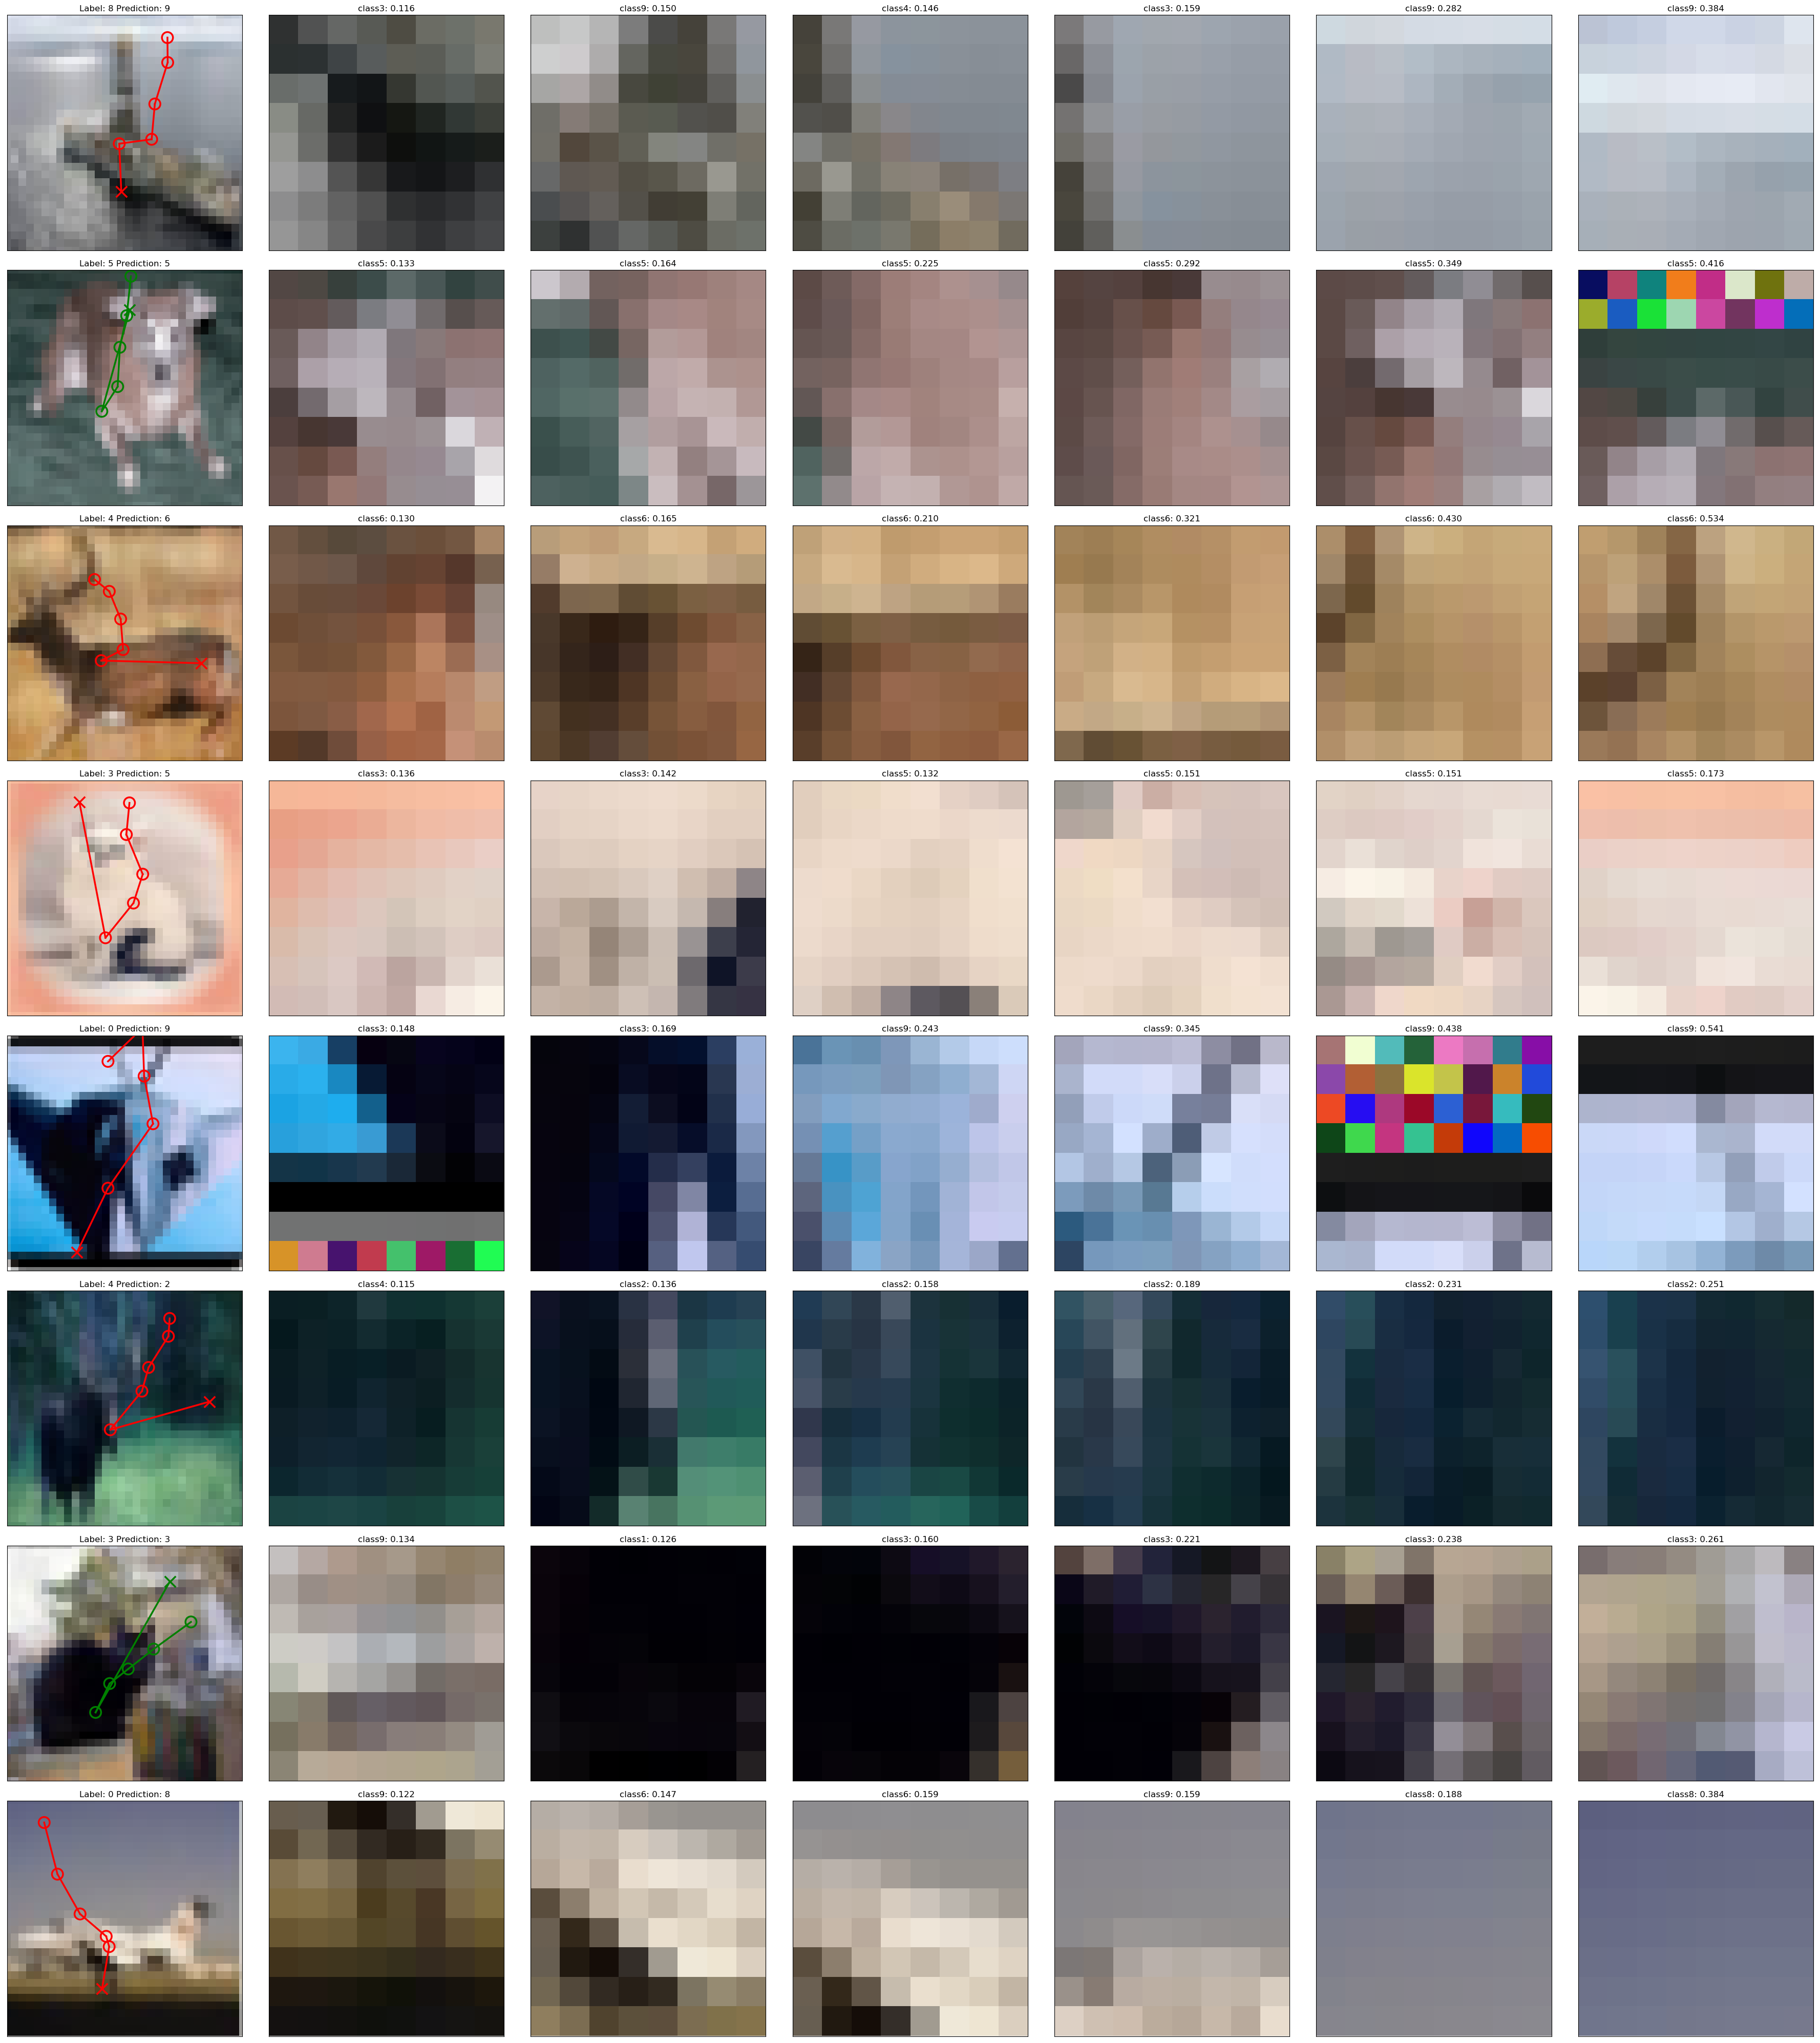 Label: 8 Prediction: 9 class3: 0.116 class9: 0.150 class4: 0.146 class3: 0.159 class9: 0.282 class9: 0.384
Label: 5 Prediction: 5 class5: 0.133 class5: 0.164 class5: 0.225 class5: 0.292 class5: 0.349 class5: 0.416
Label: 4 Prediction: 6 class6: 0.130 class6: 0.165 class6: 0.210 class6: 0.321 class6: 0.430 class6: 0.534
Label: 3 Prediction: 5 class3: 0.136 class3: 0.142 class5: 0.132 class5: 0.151 class5: 0.151 class5: 0.173
Label: 0 Prediction: 9 class3: 0.148 class3: 0.169 class9: 0.243 class9: 0.345 class9: 0.438 class9: 0.541
Label: 4 Prediction: 2 class4: 0.115 class2: 0.136 class2: 0.158 class2: 0.189 class2: 0.231 class2: 0.251
Label: 3 Prediction: 3 class9: 0.134 class1: 0.126 class3: 0.160 class3: 0.221 class3: 0.238 class3: 0.261
Label: 0 Prediction: 8 class9: 0.122 class6: 0.147 class6: 0.159 class9: 0.159 class8: 0.188 class8: 0.384